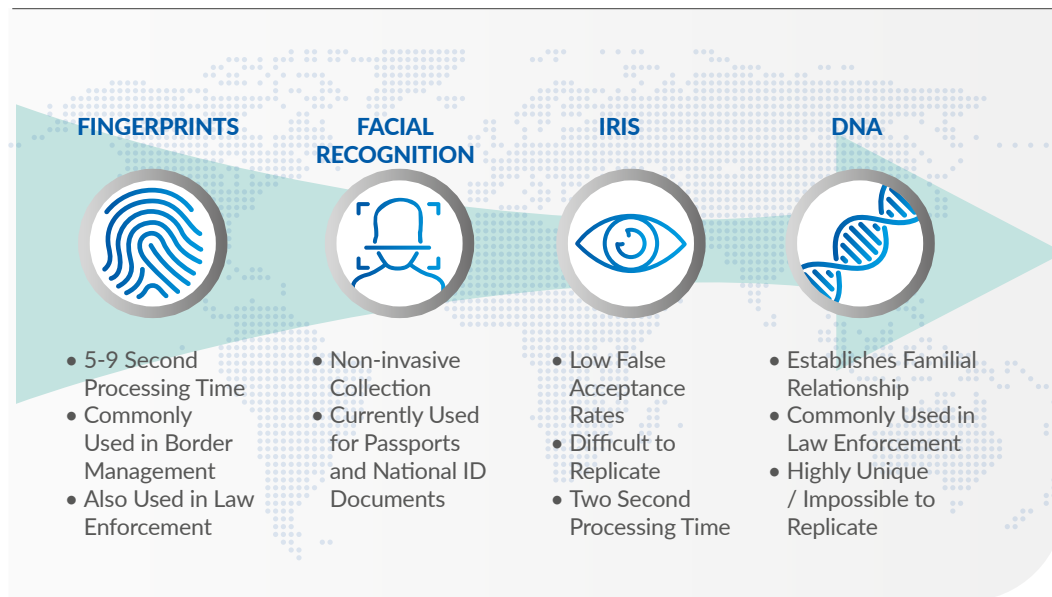 FINGERPRINTS
• 5-9 Second
Processing Time
• Commonly
Used in Border
Management
• Also Used in Law
Enforcement
FACIAL
RECOGNITION
• Non-invasive
Collection
• Currently Used
for Passports
and National ID
Documents
IRIS
• Low False
Acceptance
Rates
• Difficult to
Replicate
• Two Second
Processing Time
DNA
• Establishes Familial
Relationship
• Commonly Used in
Law Enforcement
• Highly Unique
/ Impossible to
Replicate